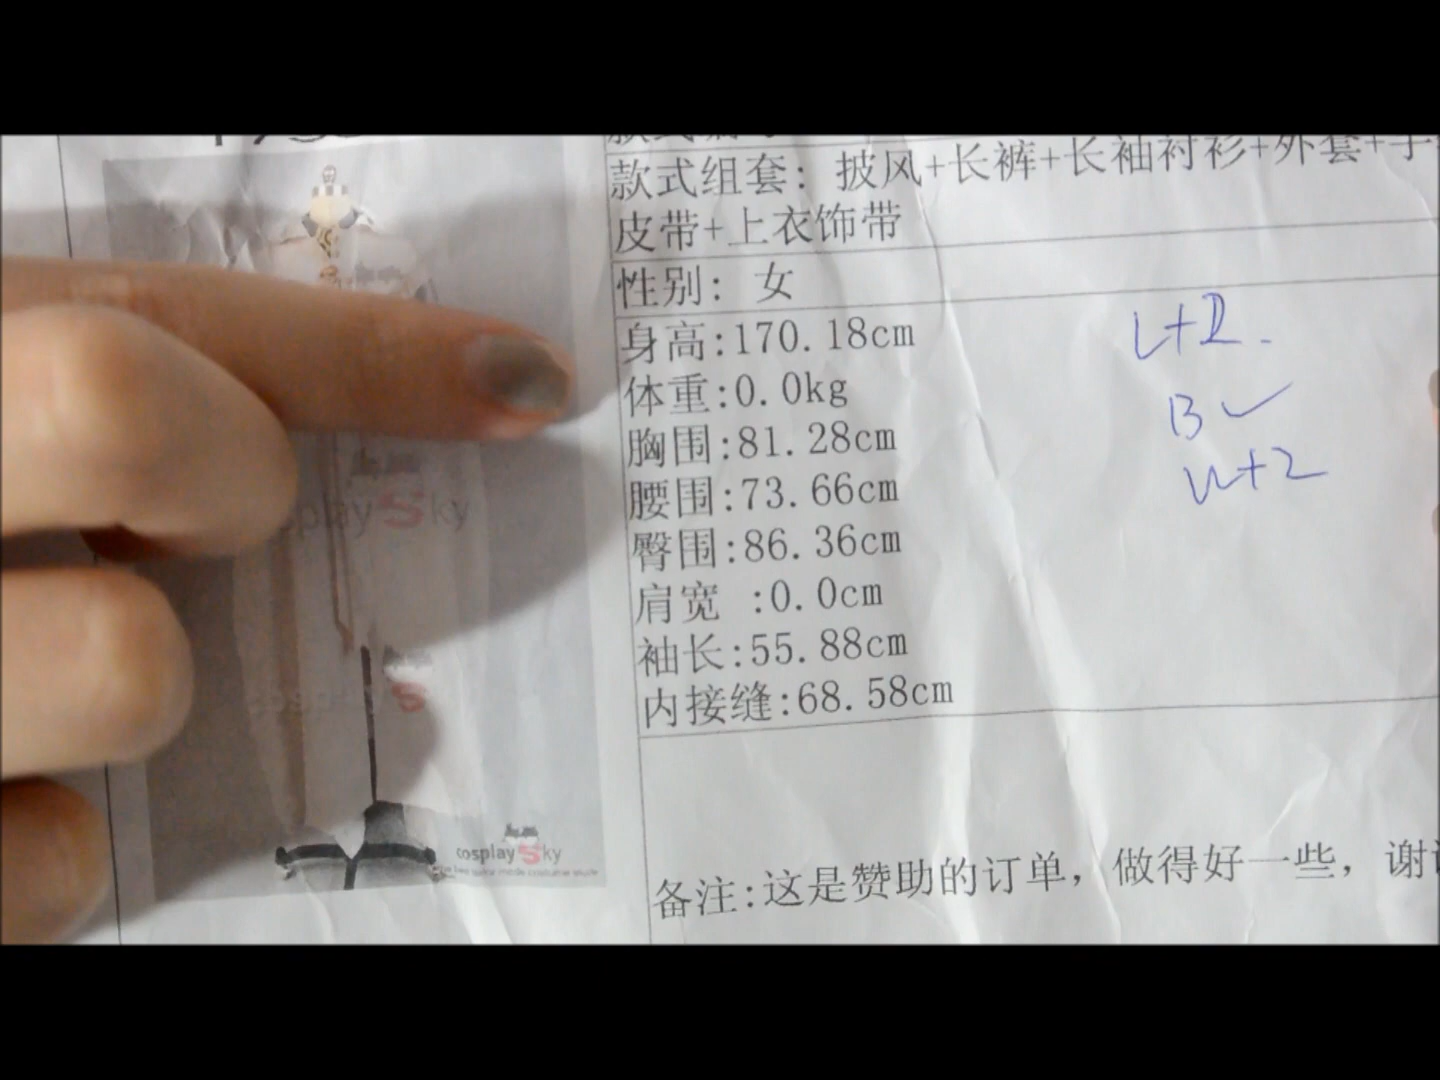 款式组套: 披风+长裤+长袖衬衫+外套+手
皮带+上衣饰带
性别: 女
身高:170.18cm
体重:0.0kg
胸围:81.28cm
腰围:73.66cm
臀围:86.36cm
肩宽 :0.0cm
袖长:55.88cm
内接缝:68.58cm
B ✓
备注:这是赞助的订单, 做得好一些, 谢
cosplay Sky
cosplay Sky